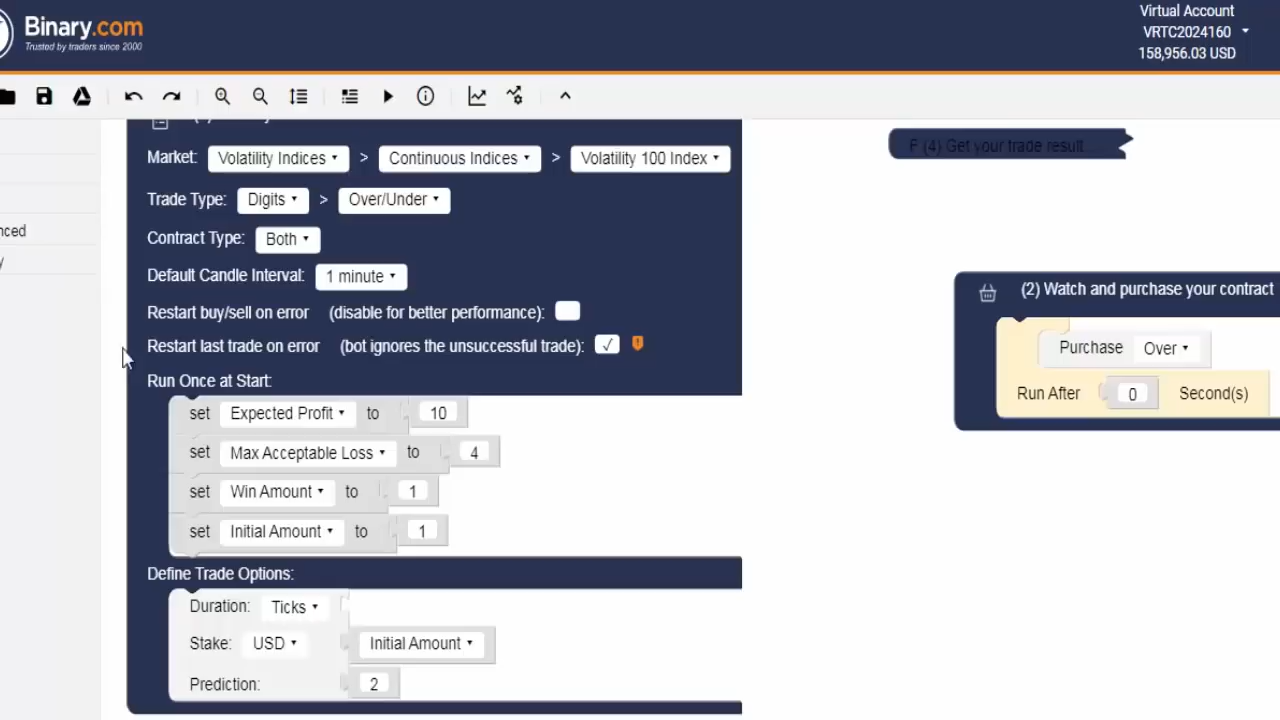 Binary.com
Trusted by traders since 2000
Virtual Account
VRTC2024160
158,956.03 USD
Market: Volatility Indices > Continuous Indices > Volatility 100 Index
Trade Type: Digits > Over/Under
Contract Type: Both
Default Candle Interval: 1 minute
Restart buy/sell on error (disable for better performance):
Restart last trade on error (bot ignores the unsuccessful trade): ✓
Run Once at Start:
set Expected Profit to 10
set Max Acceptable Loss to 4
set Win Amount to 1
set Initial Amount to 1
Define Trade Options:
Duration: Ticks
Stake: USD Initial Amount
Prediction: 2
F (4) Get your trade result...
(2) Watch and purchase your contract
Purchase Over
Run After 0 Second(s)